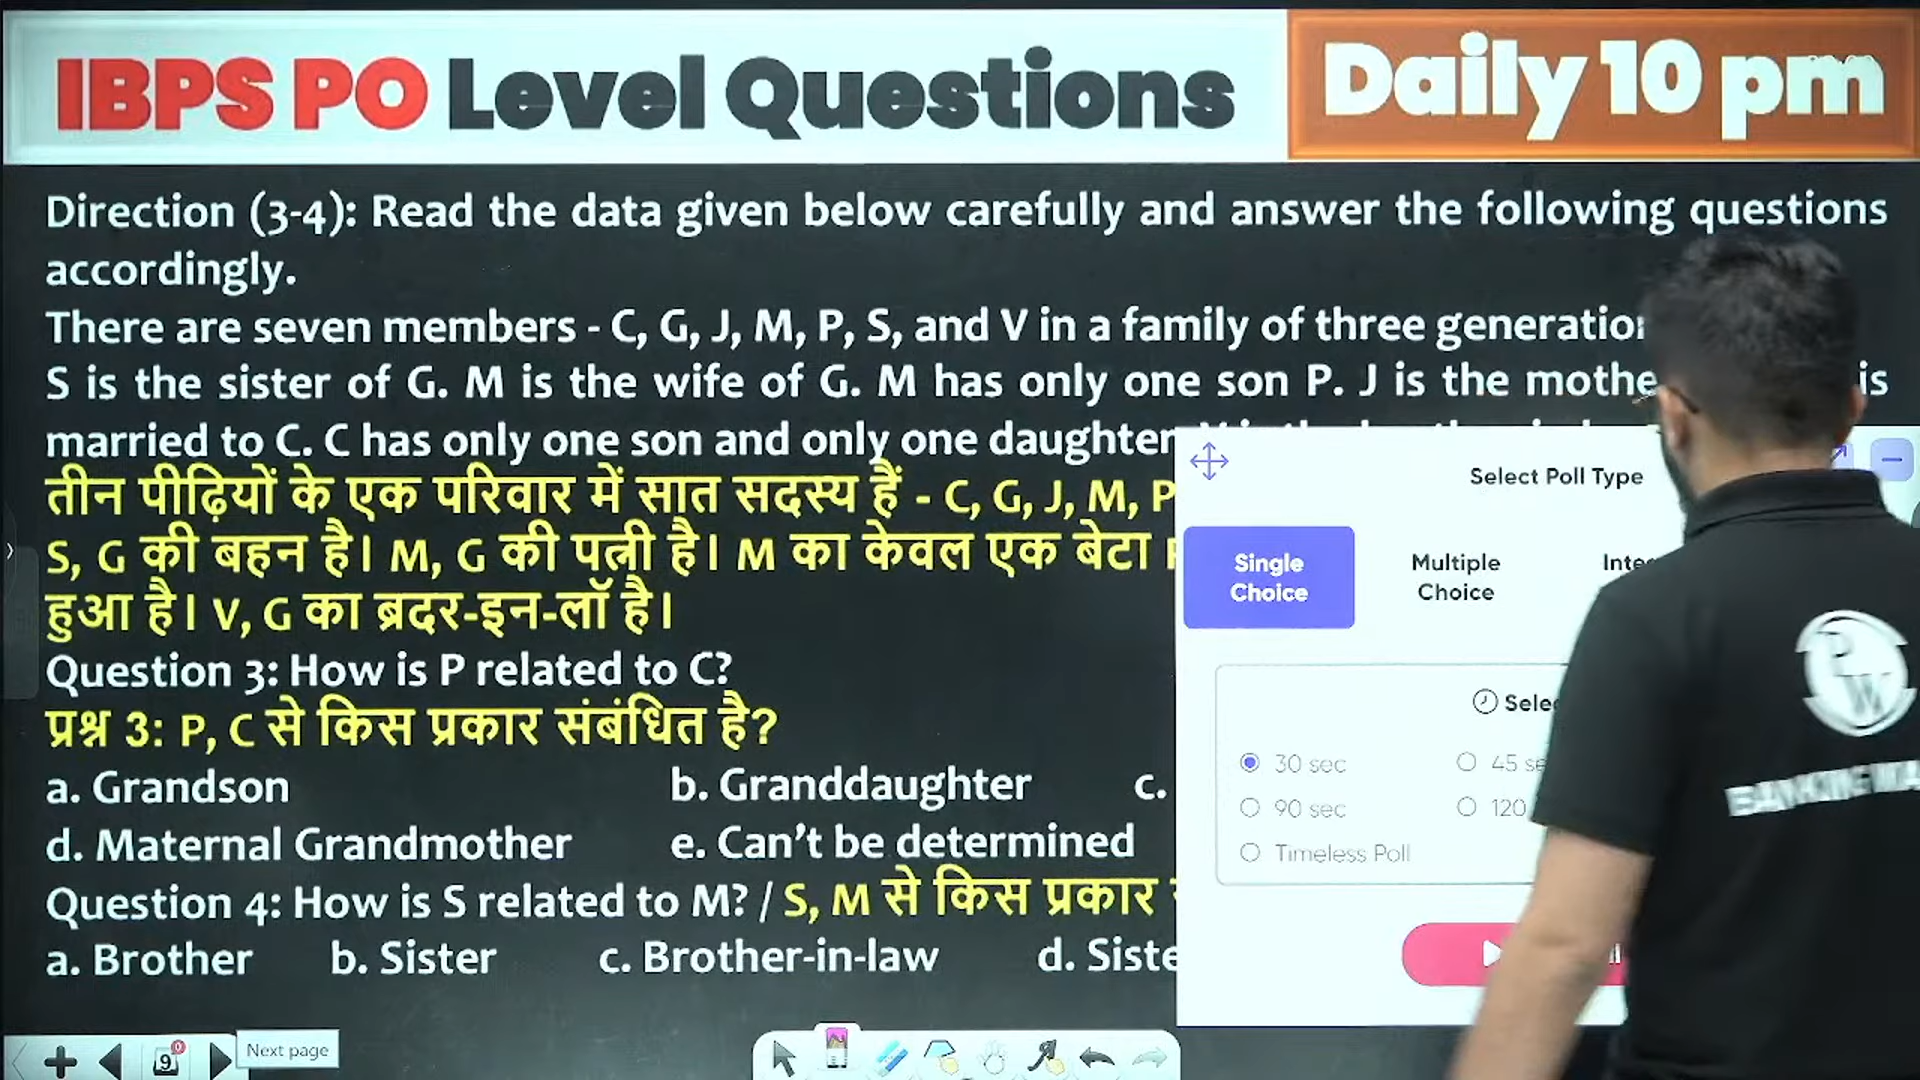 IBPS PO Level Questions
Daily 10 pm
Direction (3-4): Read the data given below carefully and answer the following questions
accordingly.
There are seven members - C, G, J, M, P, S, and V in a family of three
S is the sister of G. M is the wife of G. M has only one son P. J is the is
married to C. C has only one son and only one daughter.
तीन पीढ़ियों के एक परिवार में सात सदस्य हैं - C, G, J, M, P
S, G की बहन है। M, G की पत्नी है। M का केवल एक बेटा
हुआ है। V, G का ब्रदर-इन-लॉ है।
Question 3: How is P related to C?
प्रश्न 3: P, C से किस प्रकार संबंधित है?
a. Grandson b. Granddaughter c.
d. Maternal Grandmother e. Can't be determined
Question 4: How is S related to M? / S, M से किस प्रकार
a. Brother b. Sister c. Brother-in-law d.
Select Poll Type
Single
Choice
Multiple
Choice
30 sec
90 sec
120
Timeless Poll
PW
9
0
Next page